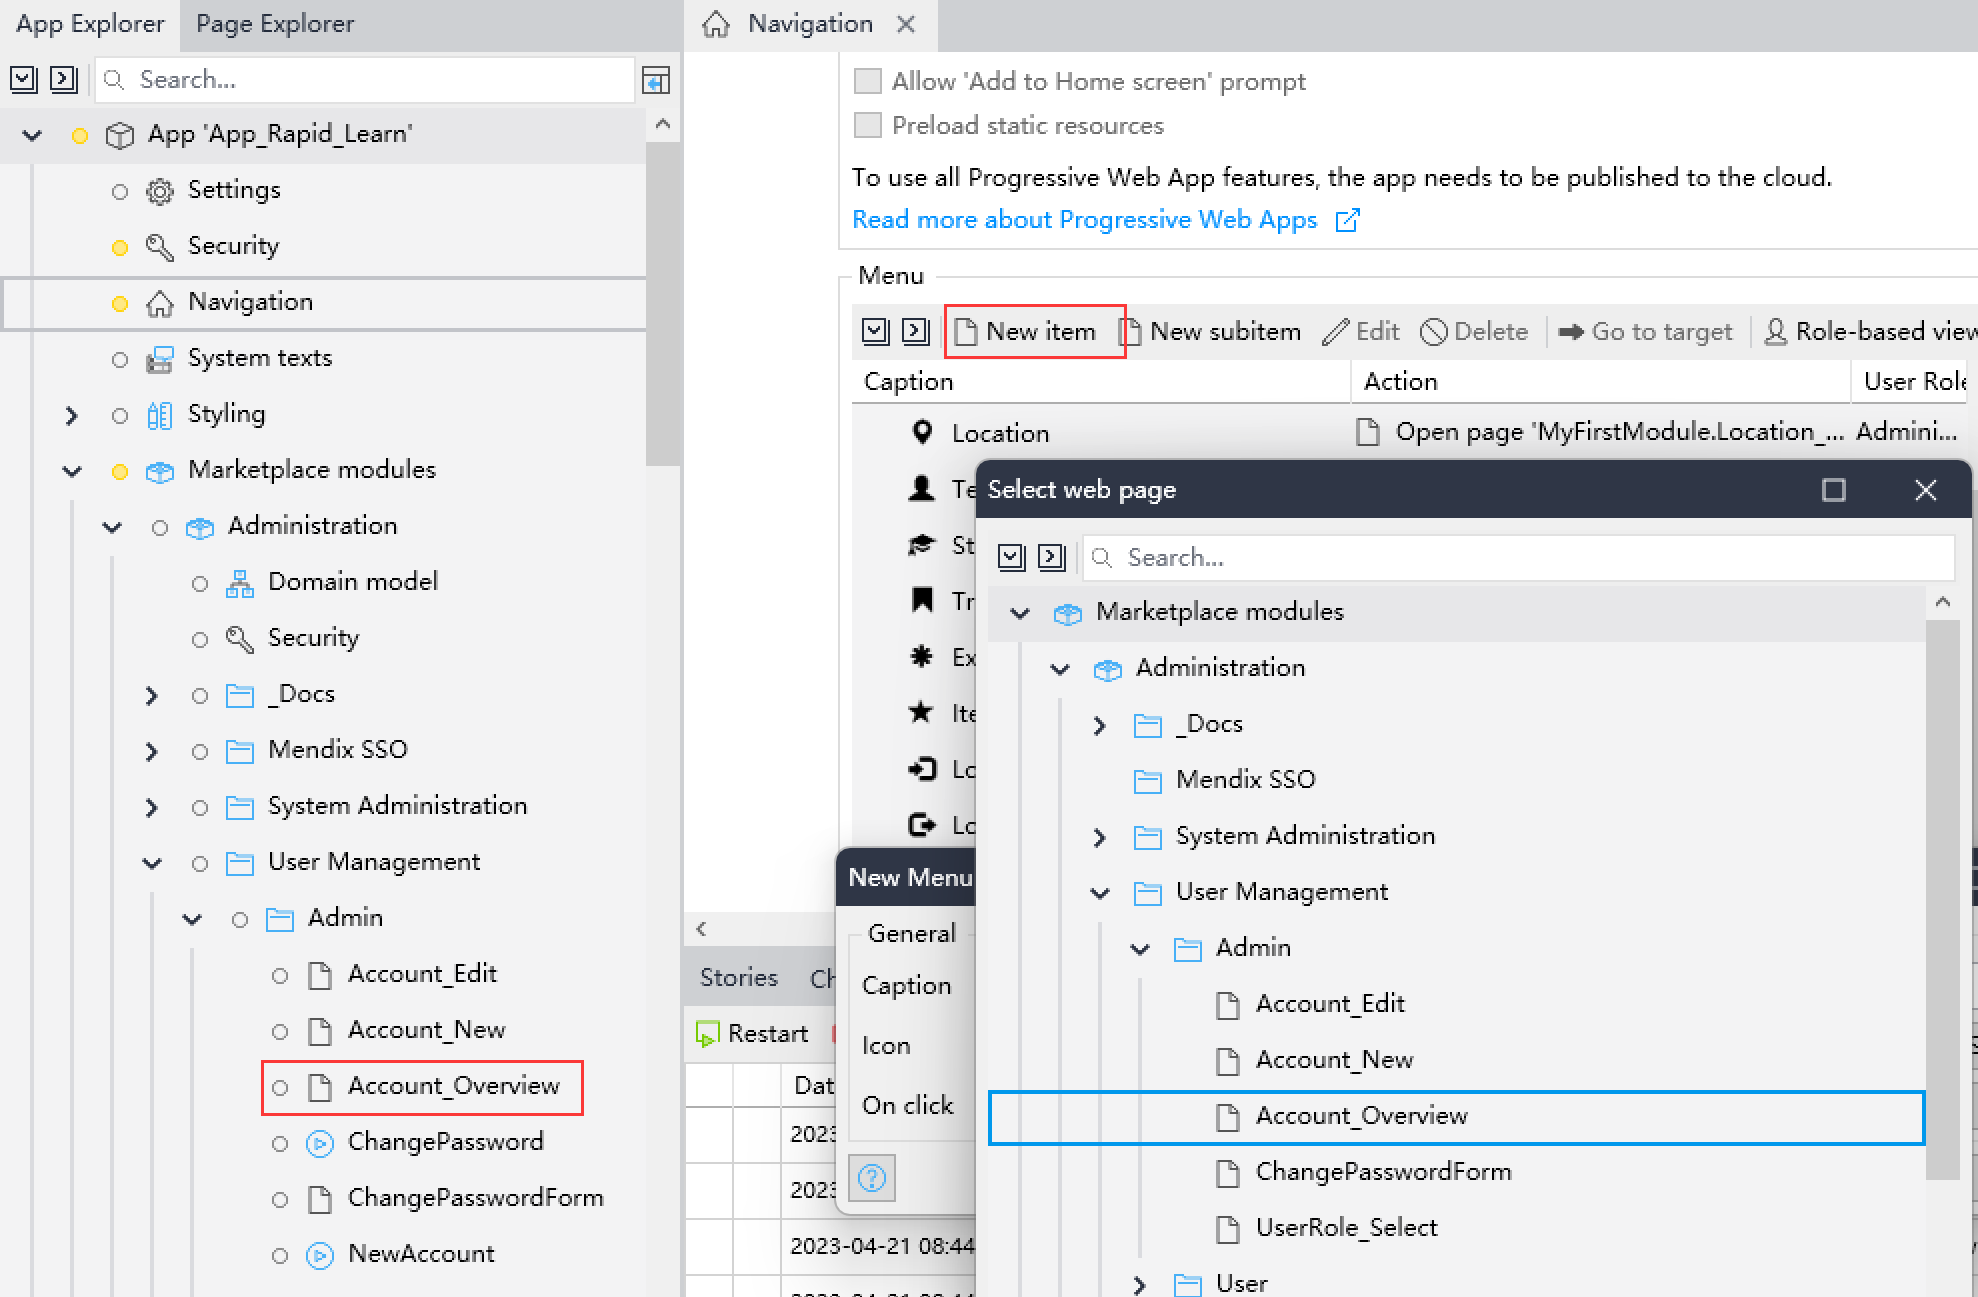 App Explorer
Page Explorer
Search...
App 'App_Rapid_Learn'
Settings
Security
Navigation
System texts
Styling
Marketplace modules
Administration
Domain model
Security
_Docs
Mendix SSO
System Administration
User Management
Admin
Account_Edit
Account_New
Account_Overview
ChangePassword
ChangePasswordForm
NewAccount
Navigation
Allow 'Add to Home screen' prompt
Preload static resources
To use all Progressive Web App features, the app needs to be published to the cloud.
Read more about Progressive Web Apps
Menu
New item
New subitem
Edit
Delete
Go to target
Role-based view
Caption
Action
User Role
Location
Open page 'MyFirstModule.Location_...
Admini...
Te
St
Tr
Ex
Ite
Lo
Lo
New Menu
General
Caption
Icon
On click
Stories
Ch
Restart
Dat
2023
2023
2023-04-21 08:44
Select web page
Search...
Marketplace modules
Administration
_Docs
Mendix SSO
System Administration
User Management
Admin
Account_Edit
Account_New
Account_Overview
ChangePasswordForm
UserRole_Select
User